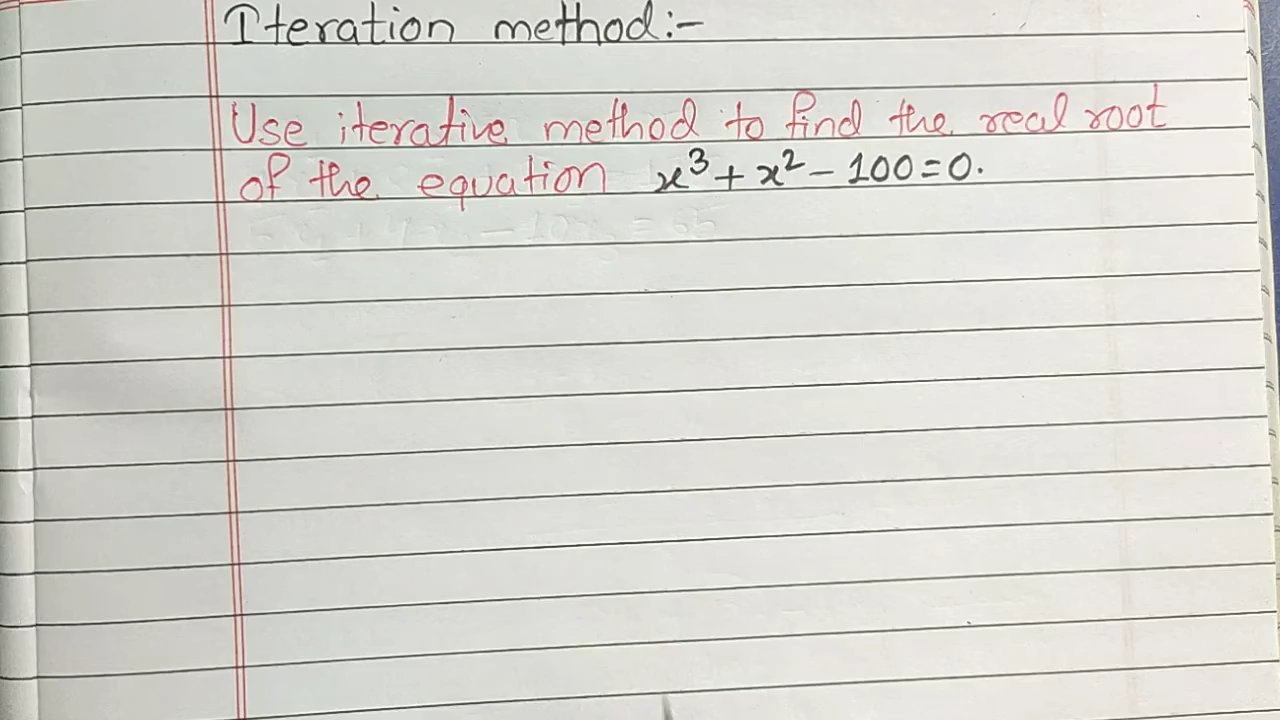 Iteration method:-
Use iterative method to find the real root
of the equation x³ + x² - 100 = 0.